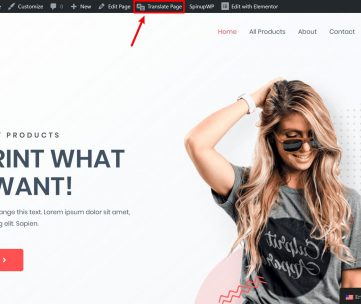 Customize 0 New Edit Page Translate Page SpinupWP Edit with Elementor
Home All Products About Contact
PRODUCTS
RINT WHAT
WANT!
ange this text. Lorem ipsum dolor sit amet,
g elit. Sapien.